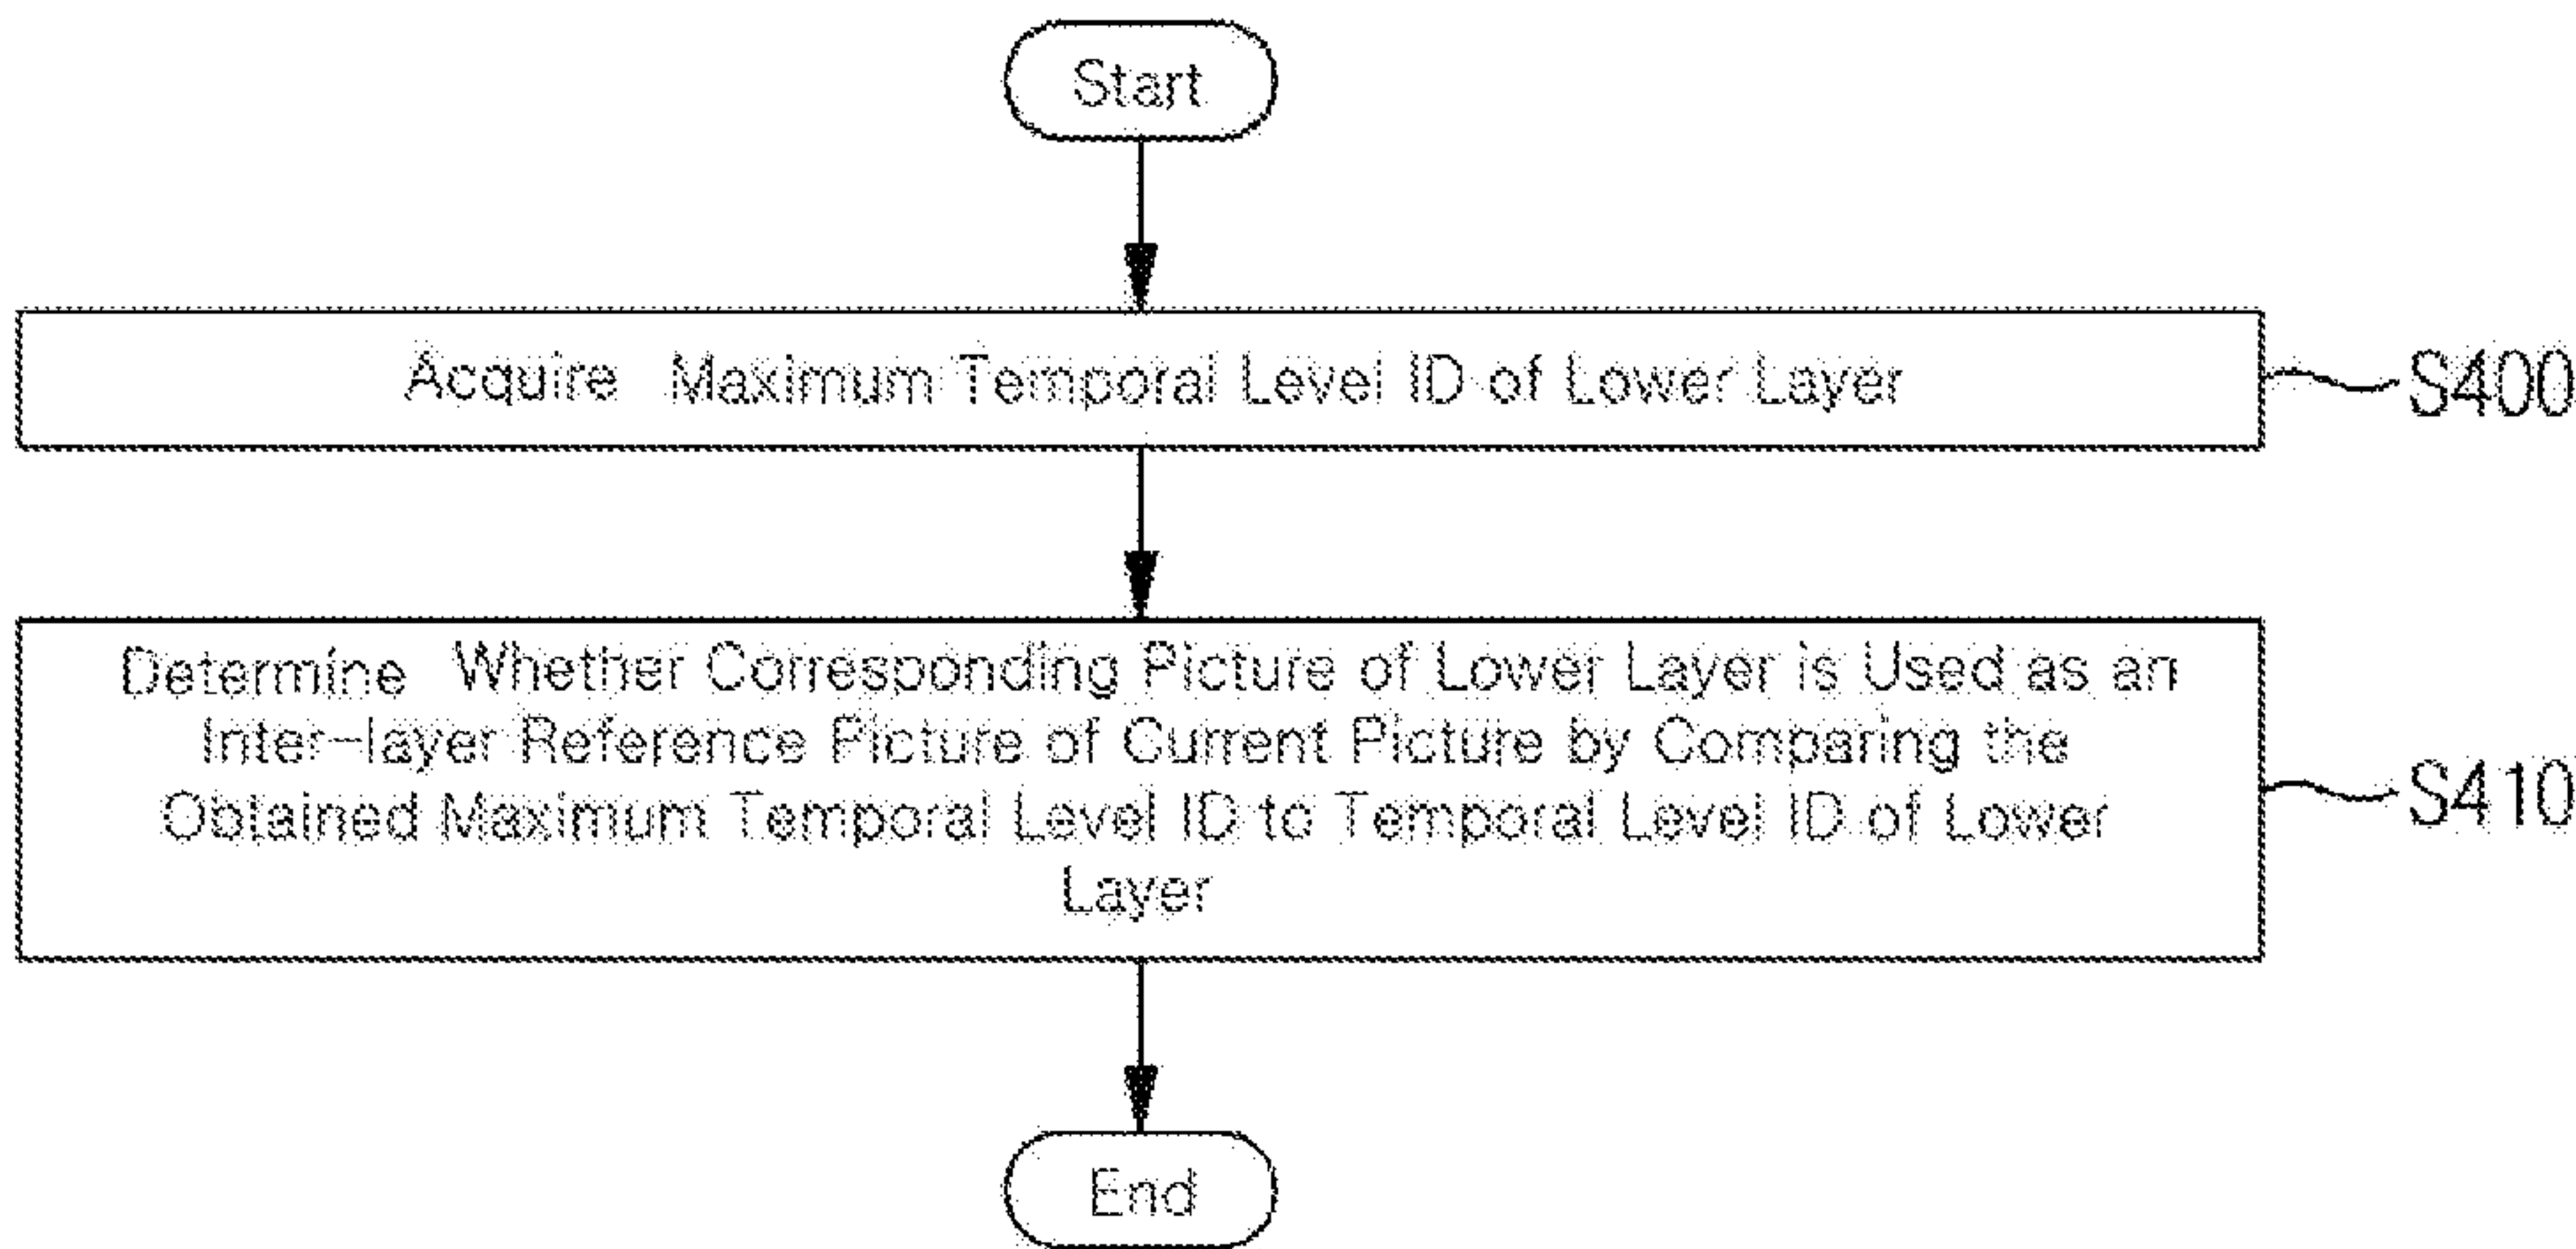 Start
Acquire Maximum Temporal Level ID of Lower Layer
S400
Determine Whether Corresponding Picture of Lower Layer is Used as an
Inter-layer Reference Picture of Current Picture by Comparing the
Obtained Maximum Temporal Level ID to Temporal Level ID of Lower
Layer
S410
End